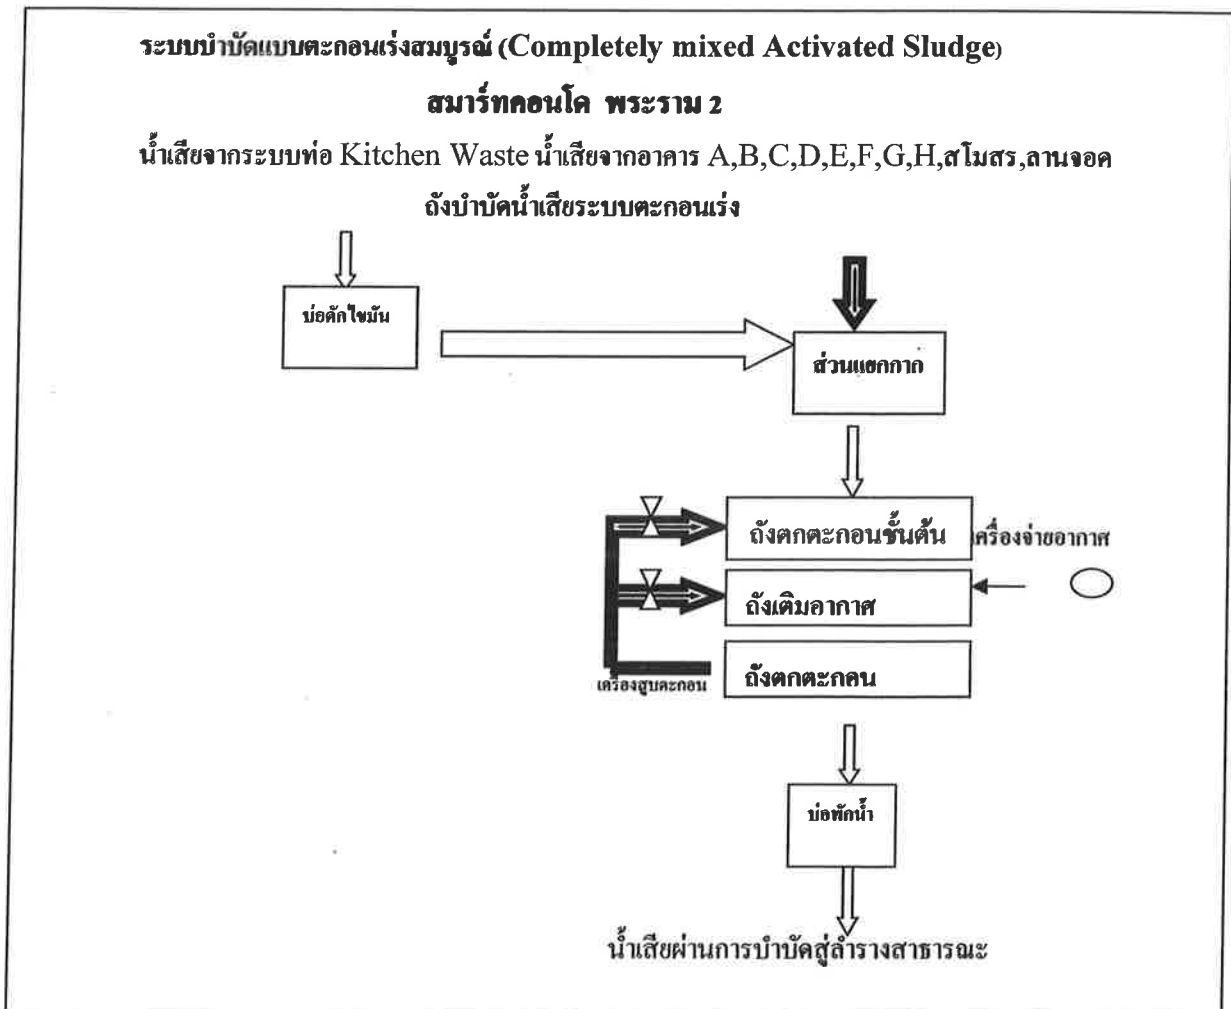 ระบบบำบัดแบบตะกอนเร่งสมบูรณ์ (Completely mixed Activated Sludge)
สมาร์ทคอนโด พระราม 2
น้ำเสียจากระบบท่อ Kitchen Waste น้ำเสียจากอาคาร A,B,C,D,E,F,G,H,สโมสร,ลานจอด
ถังบำบัดน้ำเสียระบบตะกอนเร่ง
บ่อดักไขมัน
ส่วนแยกกาก
ถังตกตะกอนชั้นต้น
เครื่องจ่ายอากาศ
ถังเติมอากาศ
ถังตกตะกคน
เครื่องสูบตะกอน
บ่อพักน้ำ
น้ำเสียผ่านการบำบัดสู่ลำรางสาธารณะ